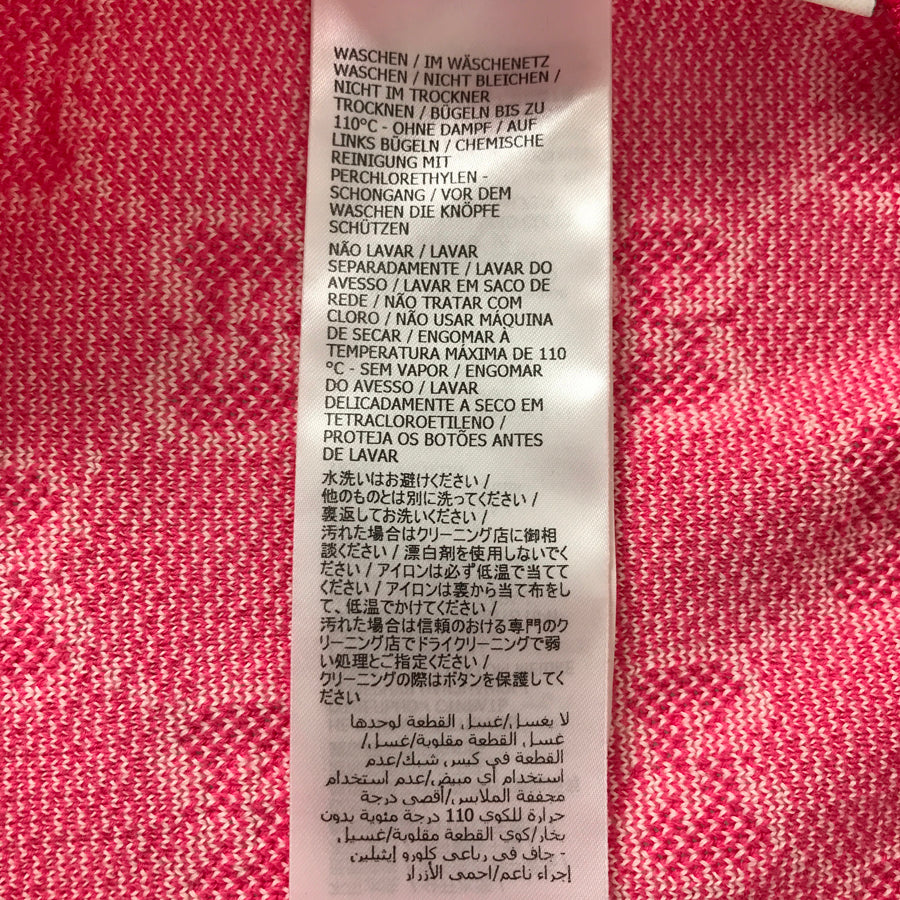 WASCHEN / IM WÄSCHENETZ
WASCHEN / NICHT BLEICHEN /
NICHT IM TROCKNER
TROCKNEN / BÜGELN BIS ZU
110°C - OHNE DAMPF / AUF
LINKS BÜGELN / CHEMISCHE
REINIGUNG MIT
PERCHLORETHYLEN -
SCHONGANG / VOR DEM
WASCHEN DIE KNÖPFE
SCHÜTZEN
NÃO LAVAR / LAVAR
SEPARADAMENTE / LAVAR DO
AVESSO / LAVAR EM SACO DE
REDE / NÃO TRATAR COM
CLORO / NÃO USAR MÁQUINA
DE SECAR / ENGOMAR À
TEMPERATURA MÁXIMA DE 110
°C - SEM VAPOR / ENGOMAR
DO AVESSO / LAVAR
DELICADAMENTE A SECO EM
TETRACLOROETILENO /
PROTEJA OS BOTÕES ANTES
DE LAVAR
水洗いはお避けください /
他のものとは別に洗ってください /
裏返してお洗いください /
汚れた場合はクリーニング店に御相
談ください / 漂白剤を使用しないでく
ださい / アイロンは必ず低温で当てて
ください / アイロンは裏から当て布をし
て、低温でかけてください /
汚れた場合は信頼のおける専門のク
リーニング店でドライクリーニングで弱
い処理とご指定ください /
クリーニングの際はボタンを保護してく
ださい
لا يغسل/غسل القطعة لوحدها
غسل القطعة مقلوبة/غسل/
القطعة في كيس شبك/عدم
استخدام أي مبيض/عدم استخدام
مجففة الملابس/أقصى درجة
حرارة للكوي 110 درجة مئوية بدون
بخار/كوي القطعة مقلوبة/غسيل
جاف في رباعي كلورو إيثيلين -
إجراء ناعم/احمي الأزرار